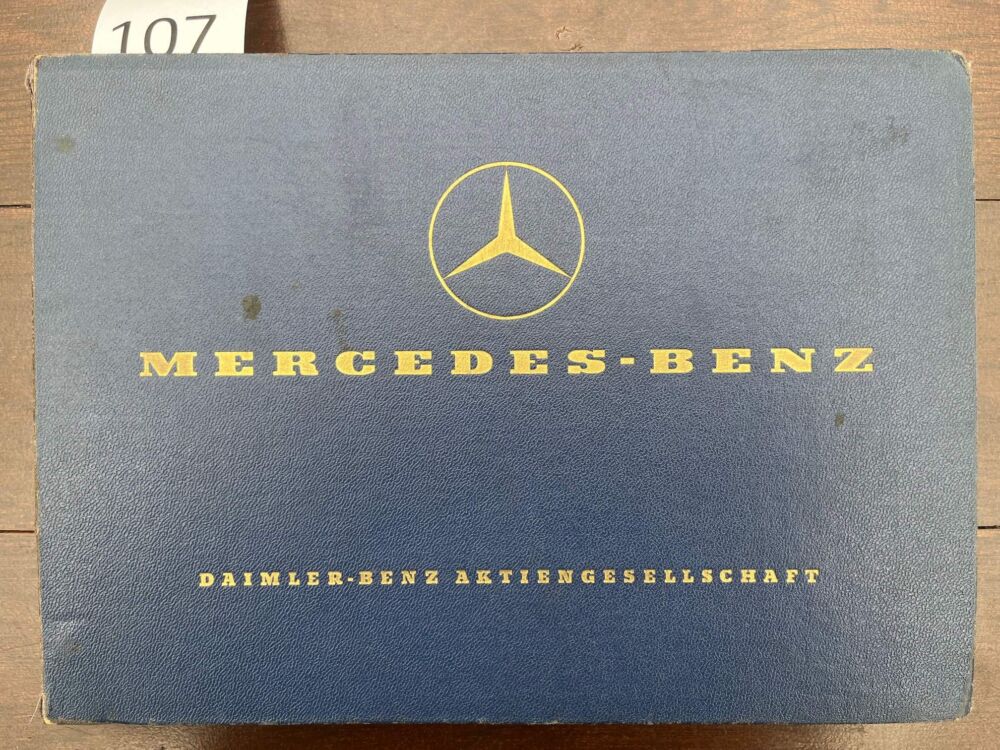 107
MERCEDES-BENZ
DAIMLER-BENZ AKTIENGESELLSCHAFT